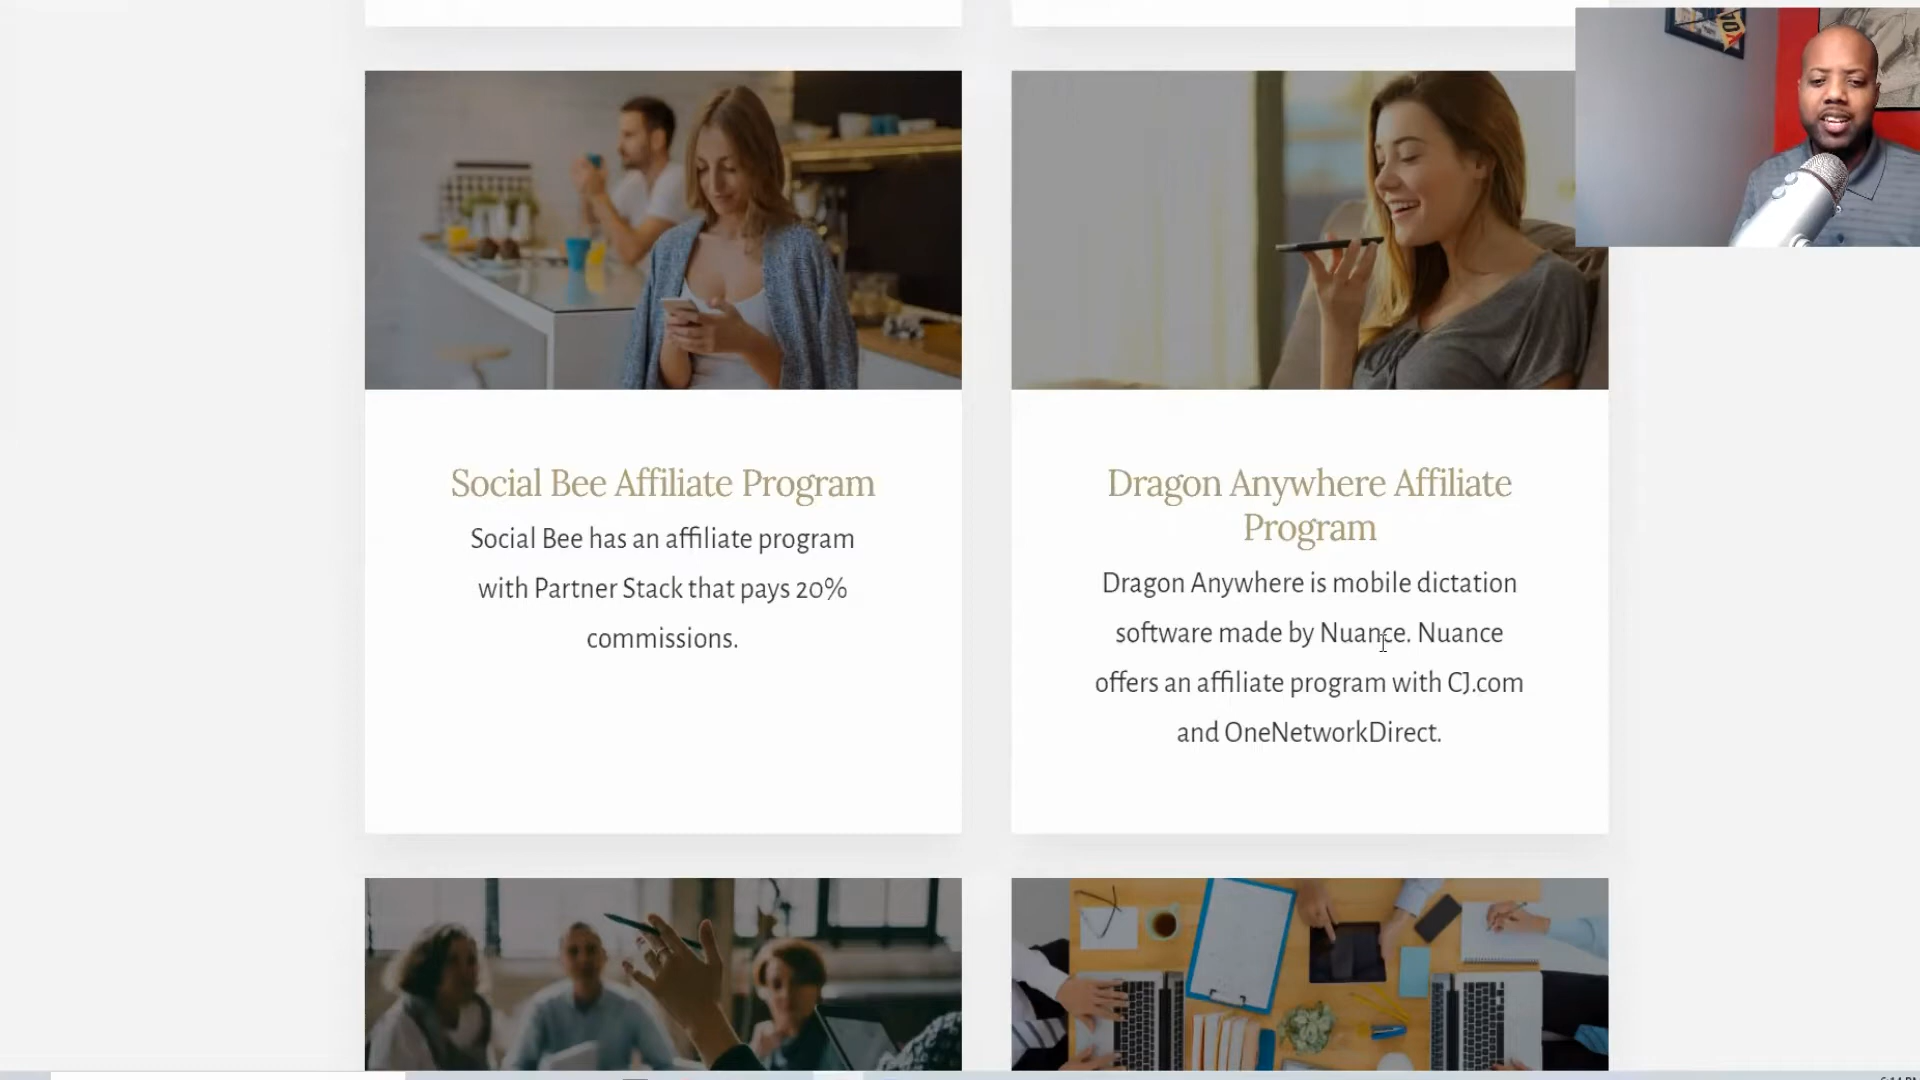 Social Bee Affiliate Program
Social Bee has an affiliate program
with Partner Stack that pays 20%
commissions.
Dragon Anywhere Affiliate
Program
Dragon Anywhere is mobile dictation
software made by Nuance. Nuance
offers an affiliate program with CJ.com
and OneNetworkDirect.